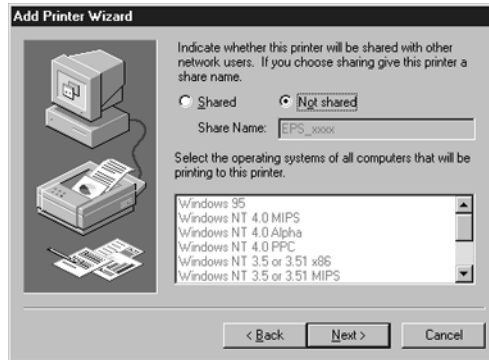 Add Printer Wizard
Indicate whether this printer will be shared with other
network users. If you choose sharing give this printer a
share name.
Shared Not shared
Share Name: EPS_xxxx
Select the operating systems of all computers that will be
printing to this printer.
Windows 95
Windows NT 4.0 MIPS
Windows NT 4.0 Alpha
Windows NT 4.0 PPC
Windows NT 3.5 or 3.51 x86
Windows NT 3.5 or 3.51 MIPS
< Back Next > Cancel